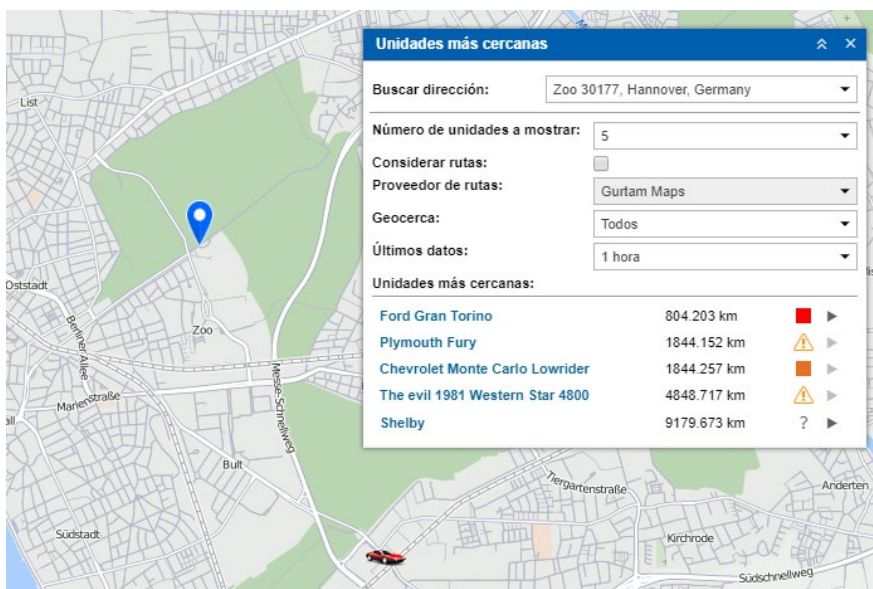 Unidades más cercanas
Buscar dirección: Zoo 30177, Hannover, Germany
Número de unidades a mostrar: 5
Considerar rutas:
Proveedor de rutas: Gurtam Maps
Geocerca: Todos
Últimos datos: 1 hora
Unidades más cercanas:
Ford Gran Torino 804.203 km
Plymouth Fury 1844.152 km
Chevrolet Monte Carlo Lowrider 1844.257 km
The evil 1981 Western Star 4800 4848.717 km
Shelby 9179.673 km ?
List
Oststadt
Zoo
Berliner Allee
Marienstraße
Messe-Schnellweg
Bult
Tiergartenstraße
Anderten
Südstadt
Kirchrode
Südschnellweg